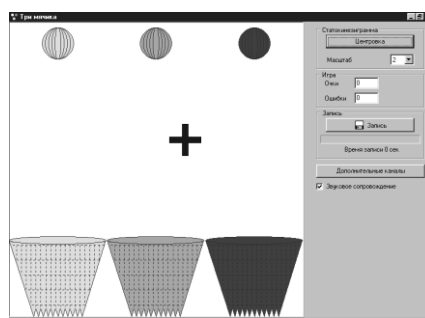 Три мячика
Статокинезиграмма
Центровка
Масштаб 2
Игра
Очки 0
Ошибки 0
Запись
Запись
Время записи 0 сек.
Дополнительные каналы
Звуковое сопровождение